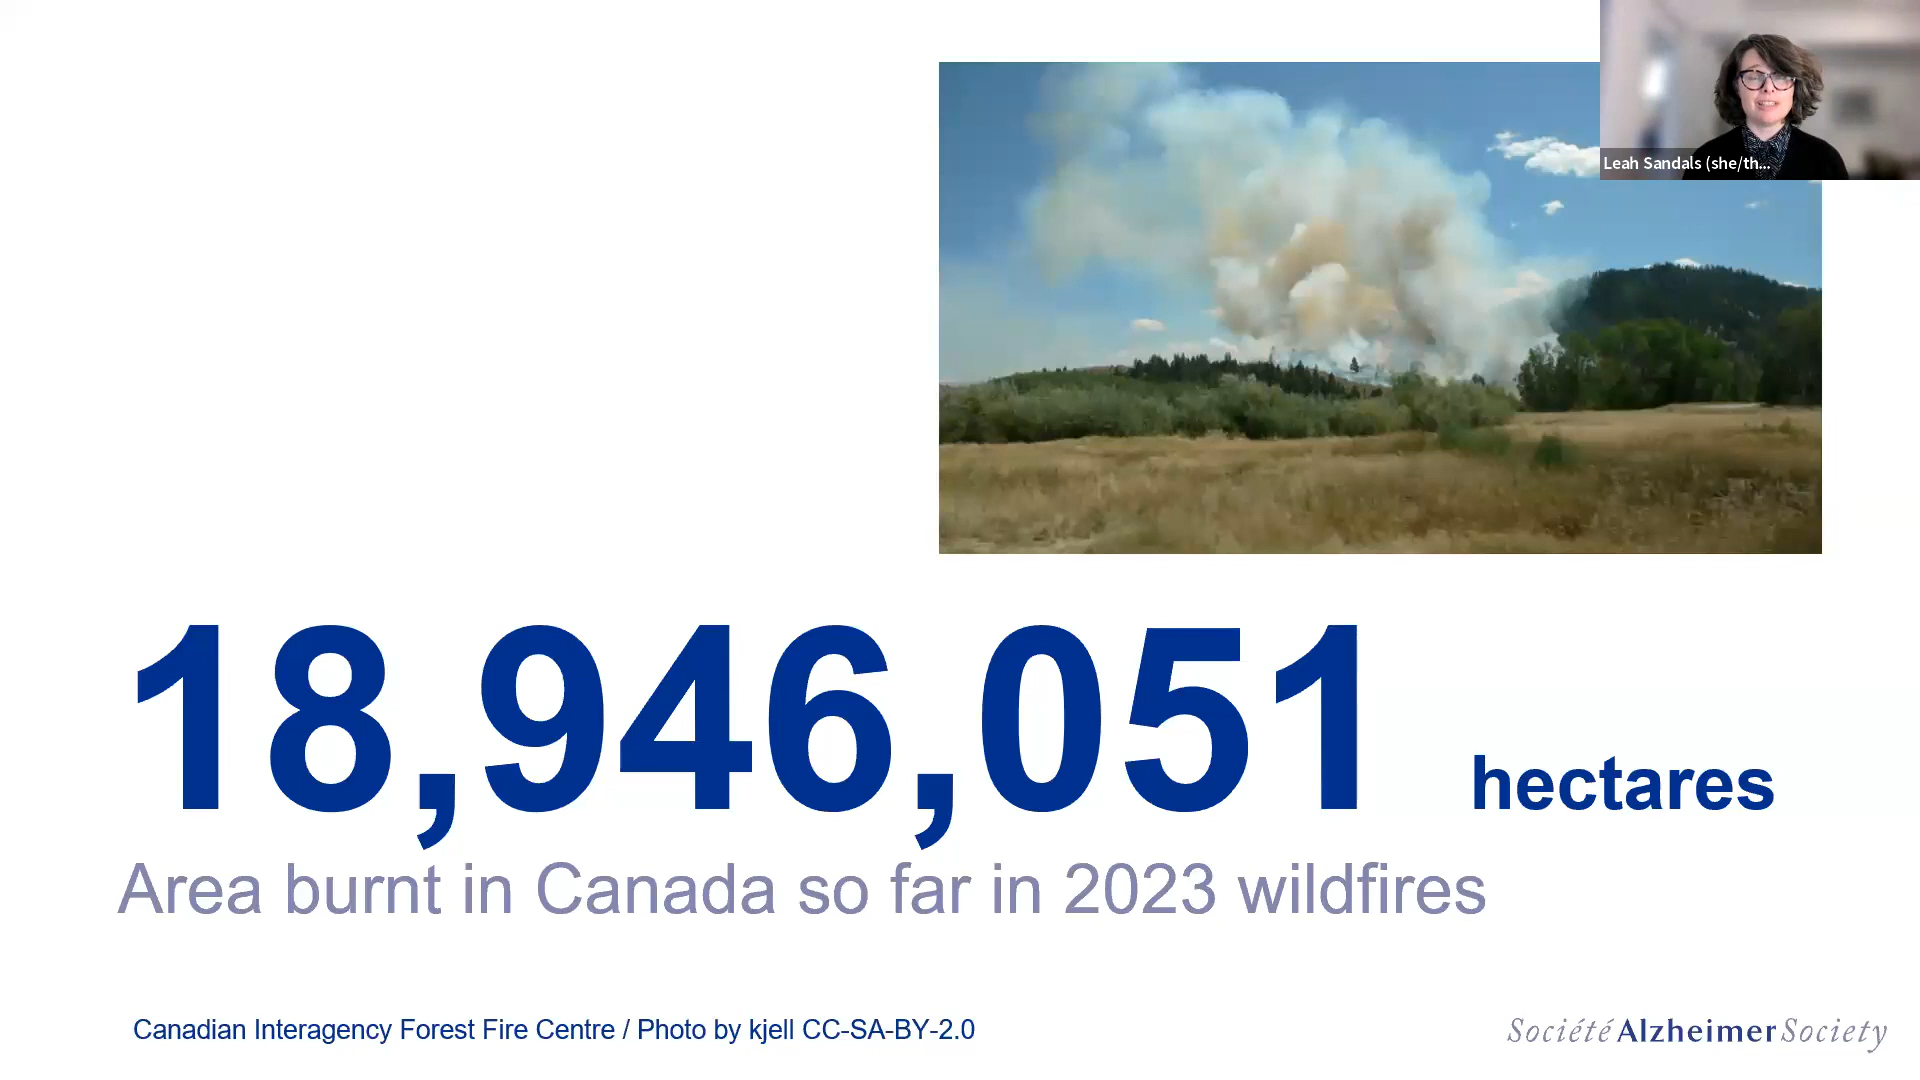 Leah Sandals (she/th...
18,946,051 hectares
Area burnt in Canada so far in 2023 wildfires
Canadian Interagency Forest Fire Centre / Photo by kjell CC-SA-BY-2.0
Société Alzheimer Society